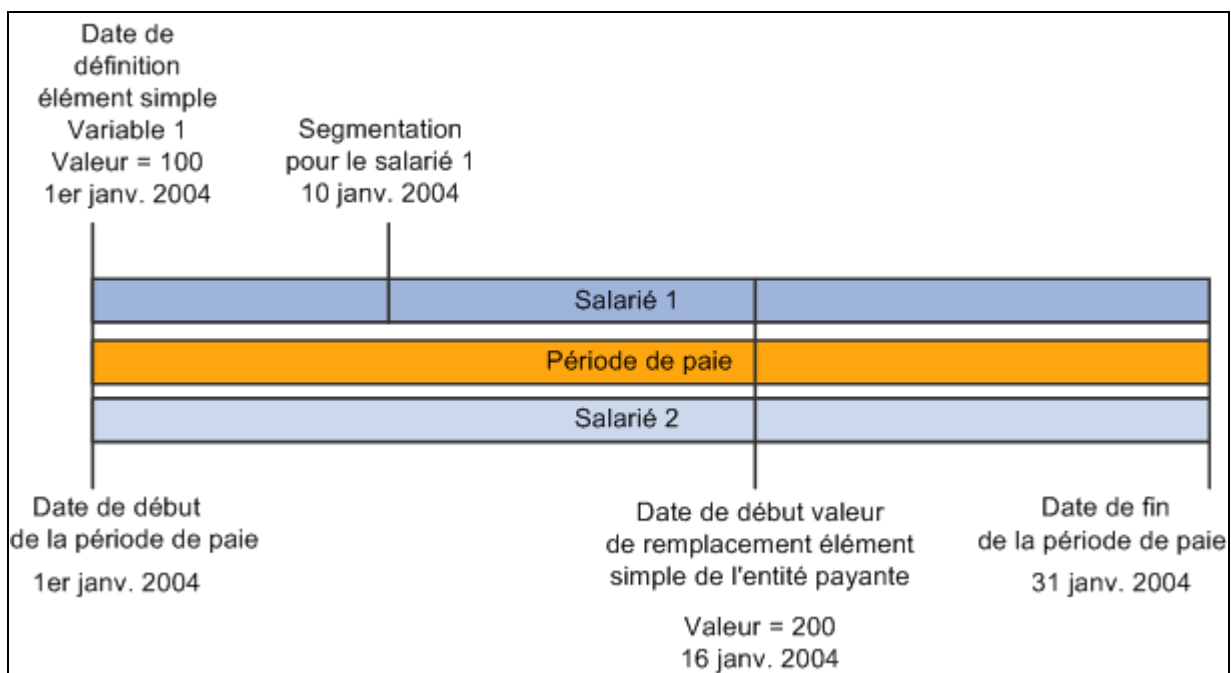 Date de
définition
élément simple
Variable 1
Valeur = 100
1er janv. 2004
Segmentation
pour le salarié 1
10 janv. 2004
Salarié 1
Période de paie
Salarié 2
Date de début
de la période de paie
1er janv. 2004
Date de début valeur
de remplacement élément
simple de l'entité payante
Valeur = 200
16 janv. 2004
Date de fin
de la période de paie
31 janv. 2004